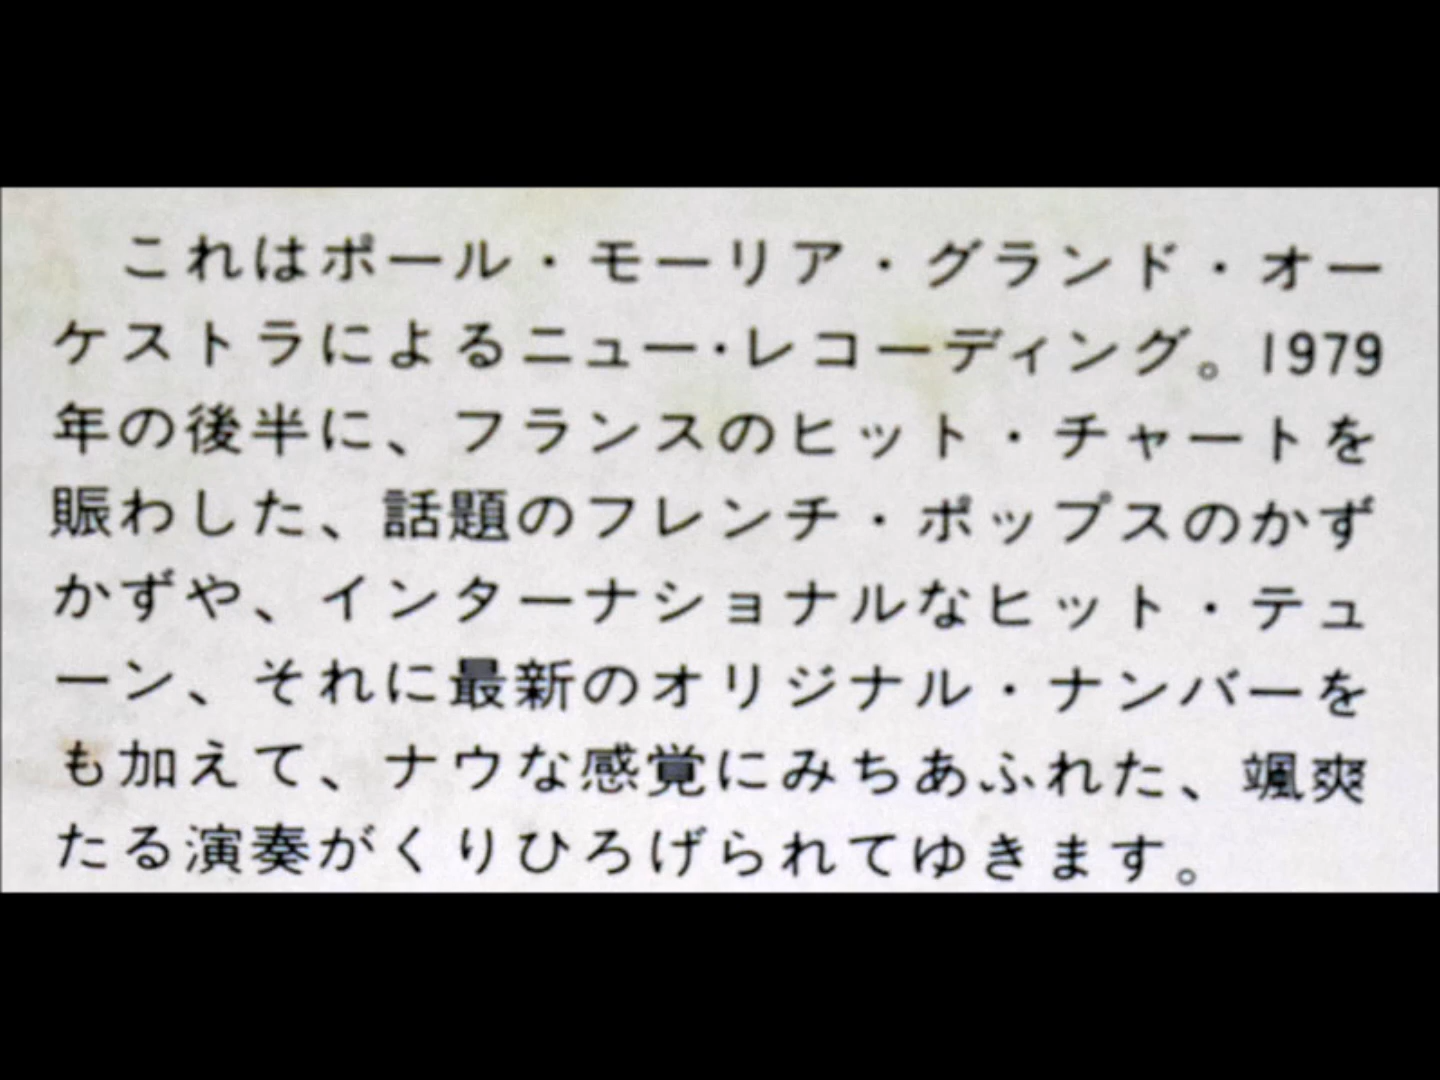 これはポール・モーリア・グランド・オー
ケストラによるニュー・レコーディング。1979
年の後半に、フランスのヒット・チャートを
賑わした、話題のフレンチ・ポップスのかず
かずや、インターナショナルなヒット・テュ
ーン、それに最新のオリジナル・ナンバーを
も加えて、ナウな感覚にみちあふれた、颯爽
たる演奏がくりひろげられてゆきます。